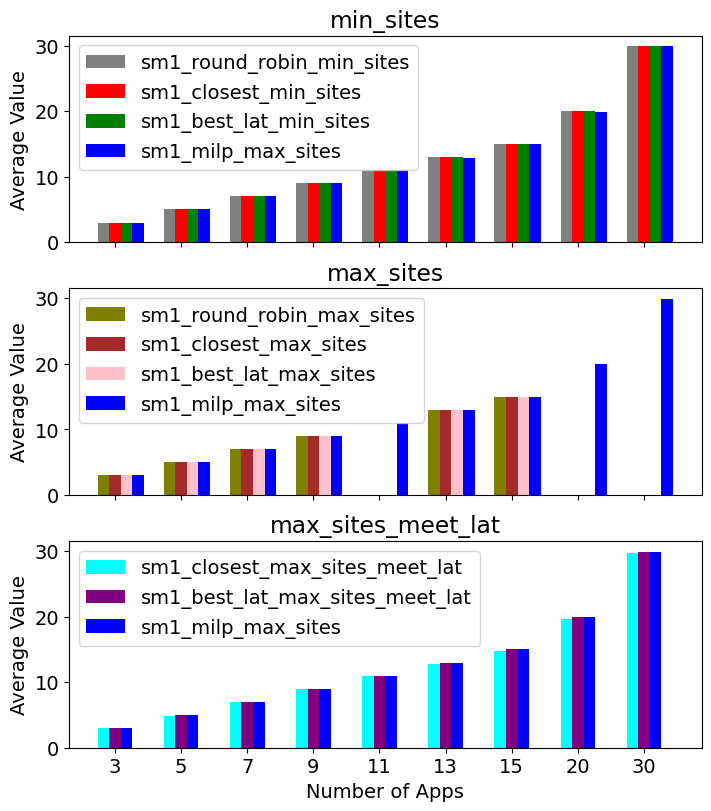 min_sites
30
20
10
0
Average Value
sm1_round_robin_min_sites
sm1_closest_min_sites
sm1_best_lat_min_sites
sm1_milp_max_sites
max_sites
30
20
10
0
Average Value
sm1_round_robin_max_sites
sm1_closest_max_sites
sm1_best_lat_max_sites
sm1_milp_max_sites
max_sites_meet_lat
30
20
10
0
Average Value
sm1_closest_max_sites_meet_lat
sm1_best_lat_max_sites_meet_lat
sm1_milp_max_sites
3 5 7 9 11 13 15 20 30
Number of Apps